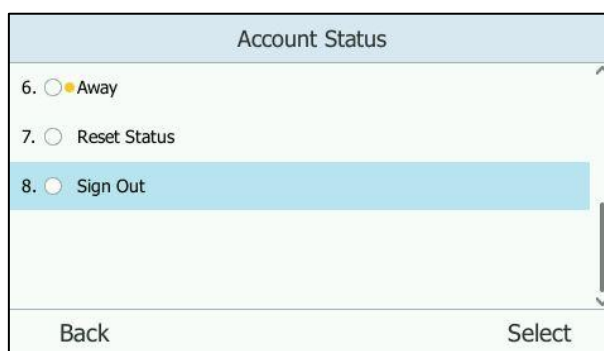 Account Status
6. Away
7. Reset Status
8. Sign Out
Back Select